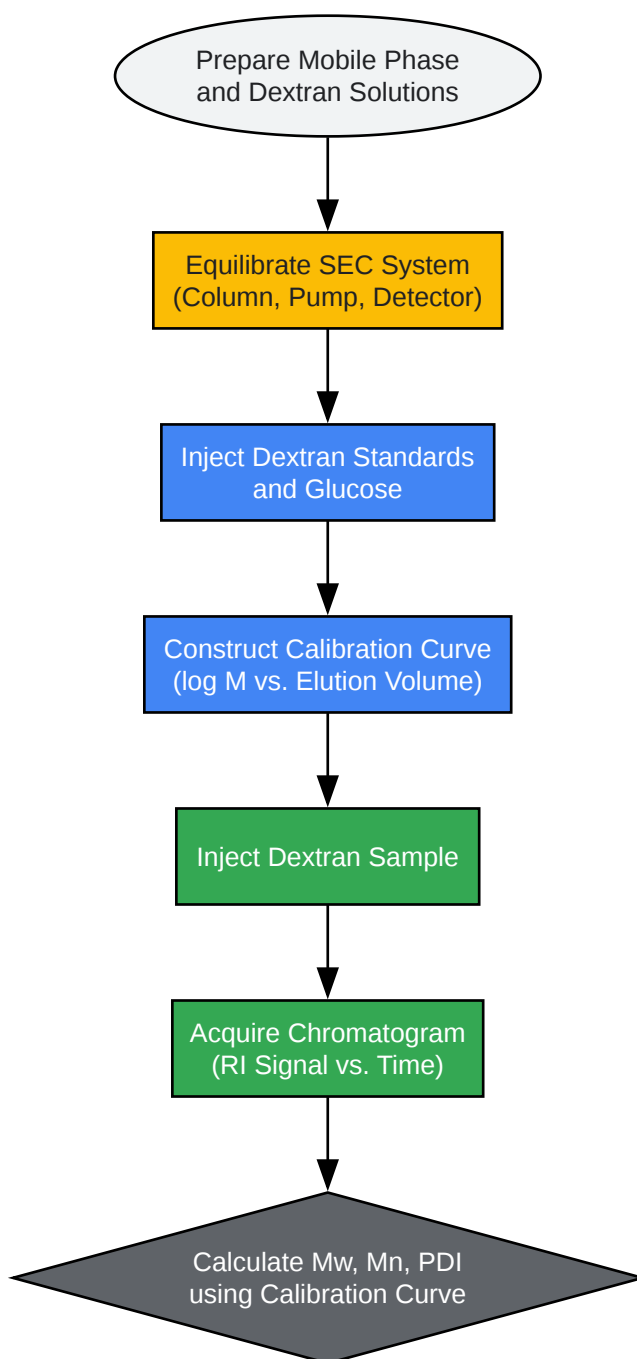 Prepare Mobile Phase
and Dextran Solutions
Equilibrate SEC System
(Column, Pump, Detector)
Inject Dextran Standards
and Glucose
Construct Calibration Curve
(log M vs. Elution Volume)
Inject Dextran Sample
Acquire Chromatogram
(RI Signal vs. Time)
Calculate Mw, Mn, PDI
using Calibration Curve